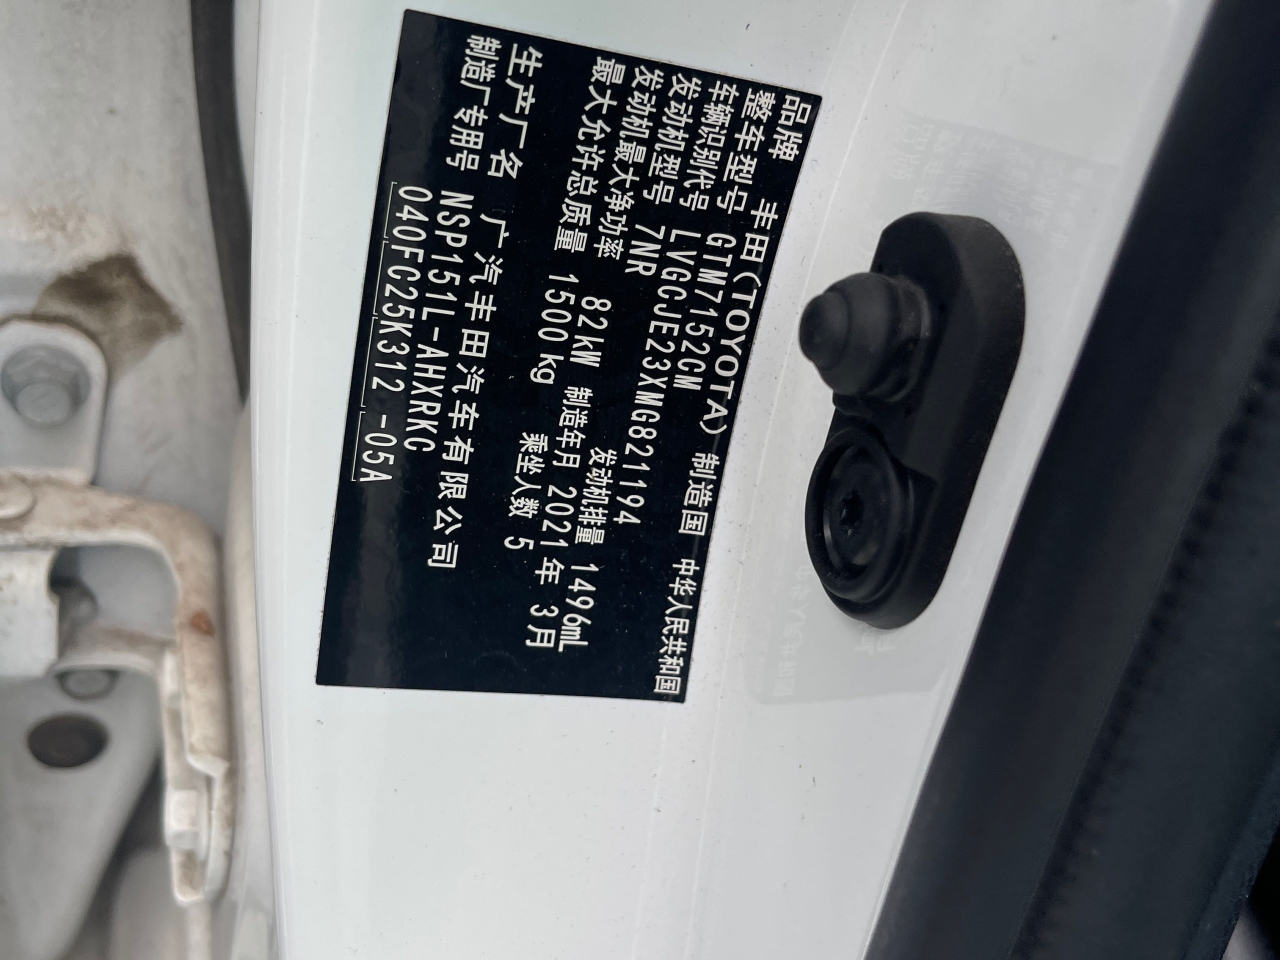 品牌 丰田(TOYOTA) 制造国 中华人民共和国
整车型号 GTM7152GM
车辆识别代号 LVGCJE23XMG821194
发动机型号 7NR 发动机排量 1496mL
发动机最大净功率 82kW 制造年月 2021年 3月
最大允许总质量 1500kg 乘坐人数 5
生产厂名 广汽丰田汽车有限公司
制造厂专用号 NSP151L-AHXRKC
040FC25K312 -05A